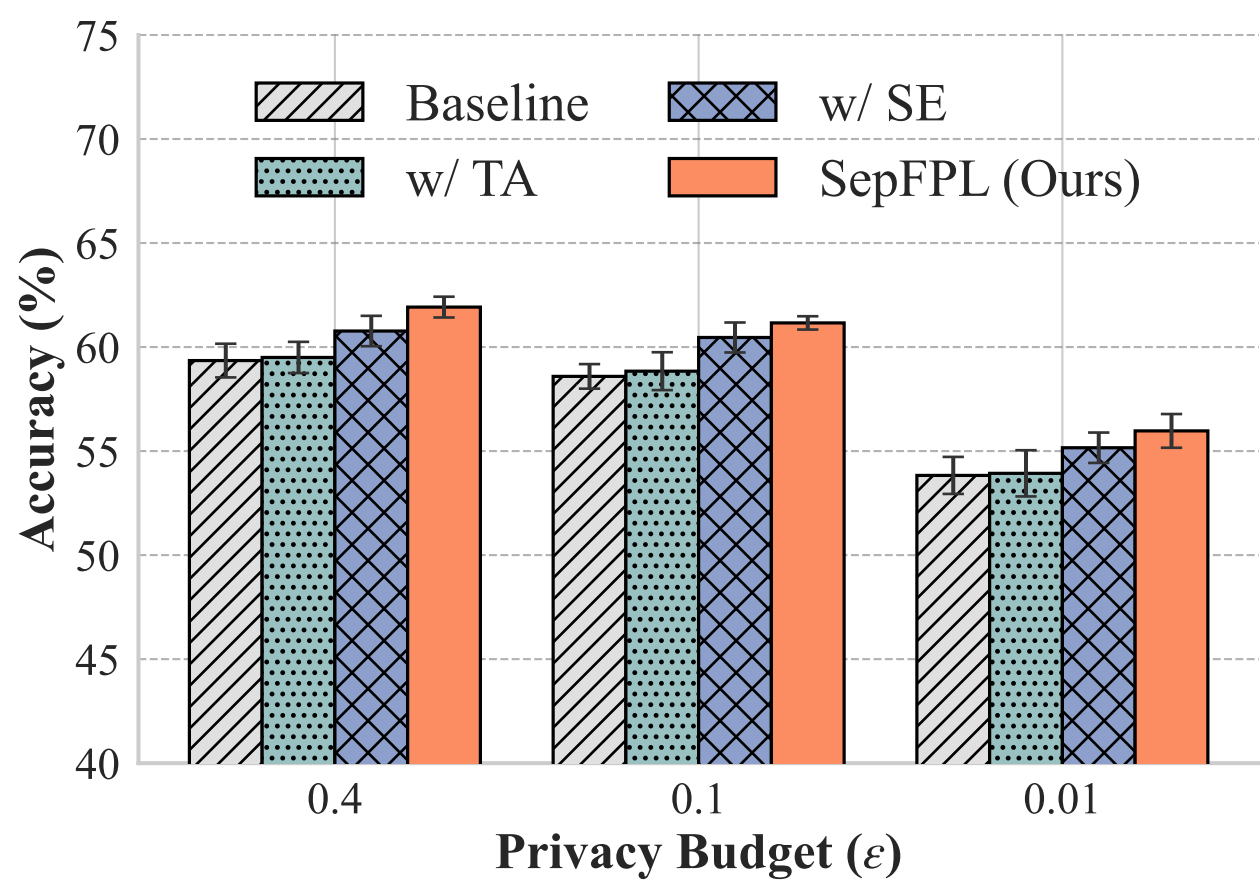 75
70
65
60
55
50
45
40
Accuracy (%)
Baseline
w/ TA
w/ SE
SepFPL (Ours)
0.4 0.1 0.01
Privacy Budget (ε)